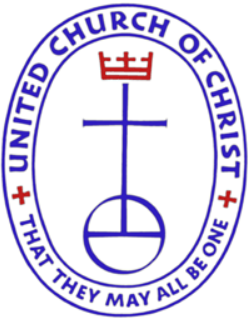 UNITED CHURCH OF CHRIST
THAT THEY MAY ALL BE ONE